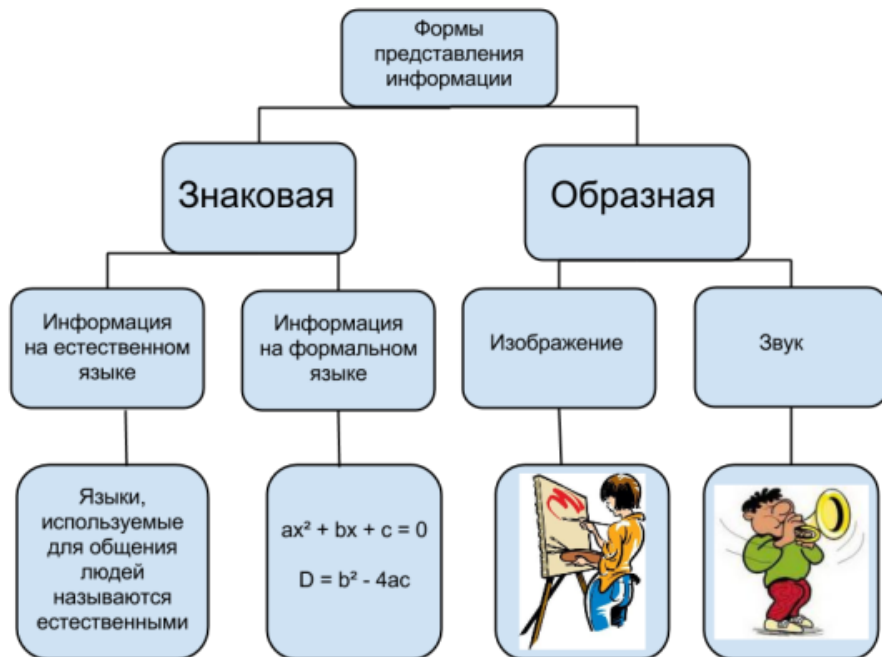 Формы
представления
информации
Знаковая
Образная
Информация
на естественном
языке
Информация
на формальном
языке
Изображение
Звук
Языки,
используемые
для общения
людей
называются
естественными
ax² + bx + c = 0
D = b² - 4ac